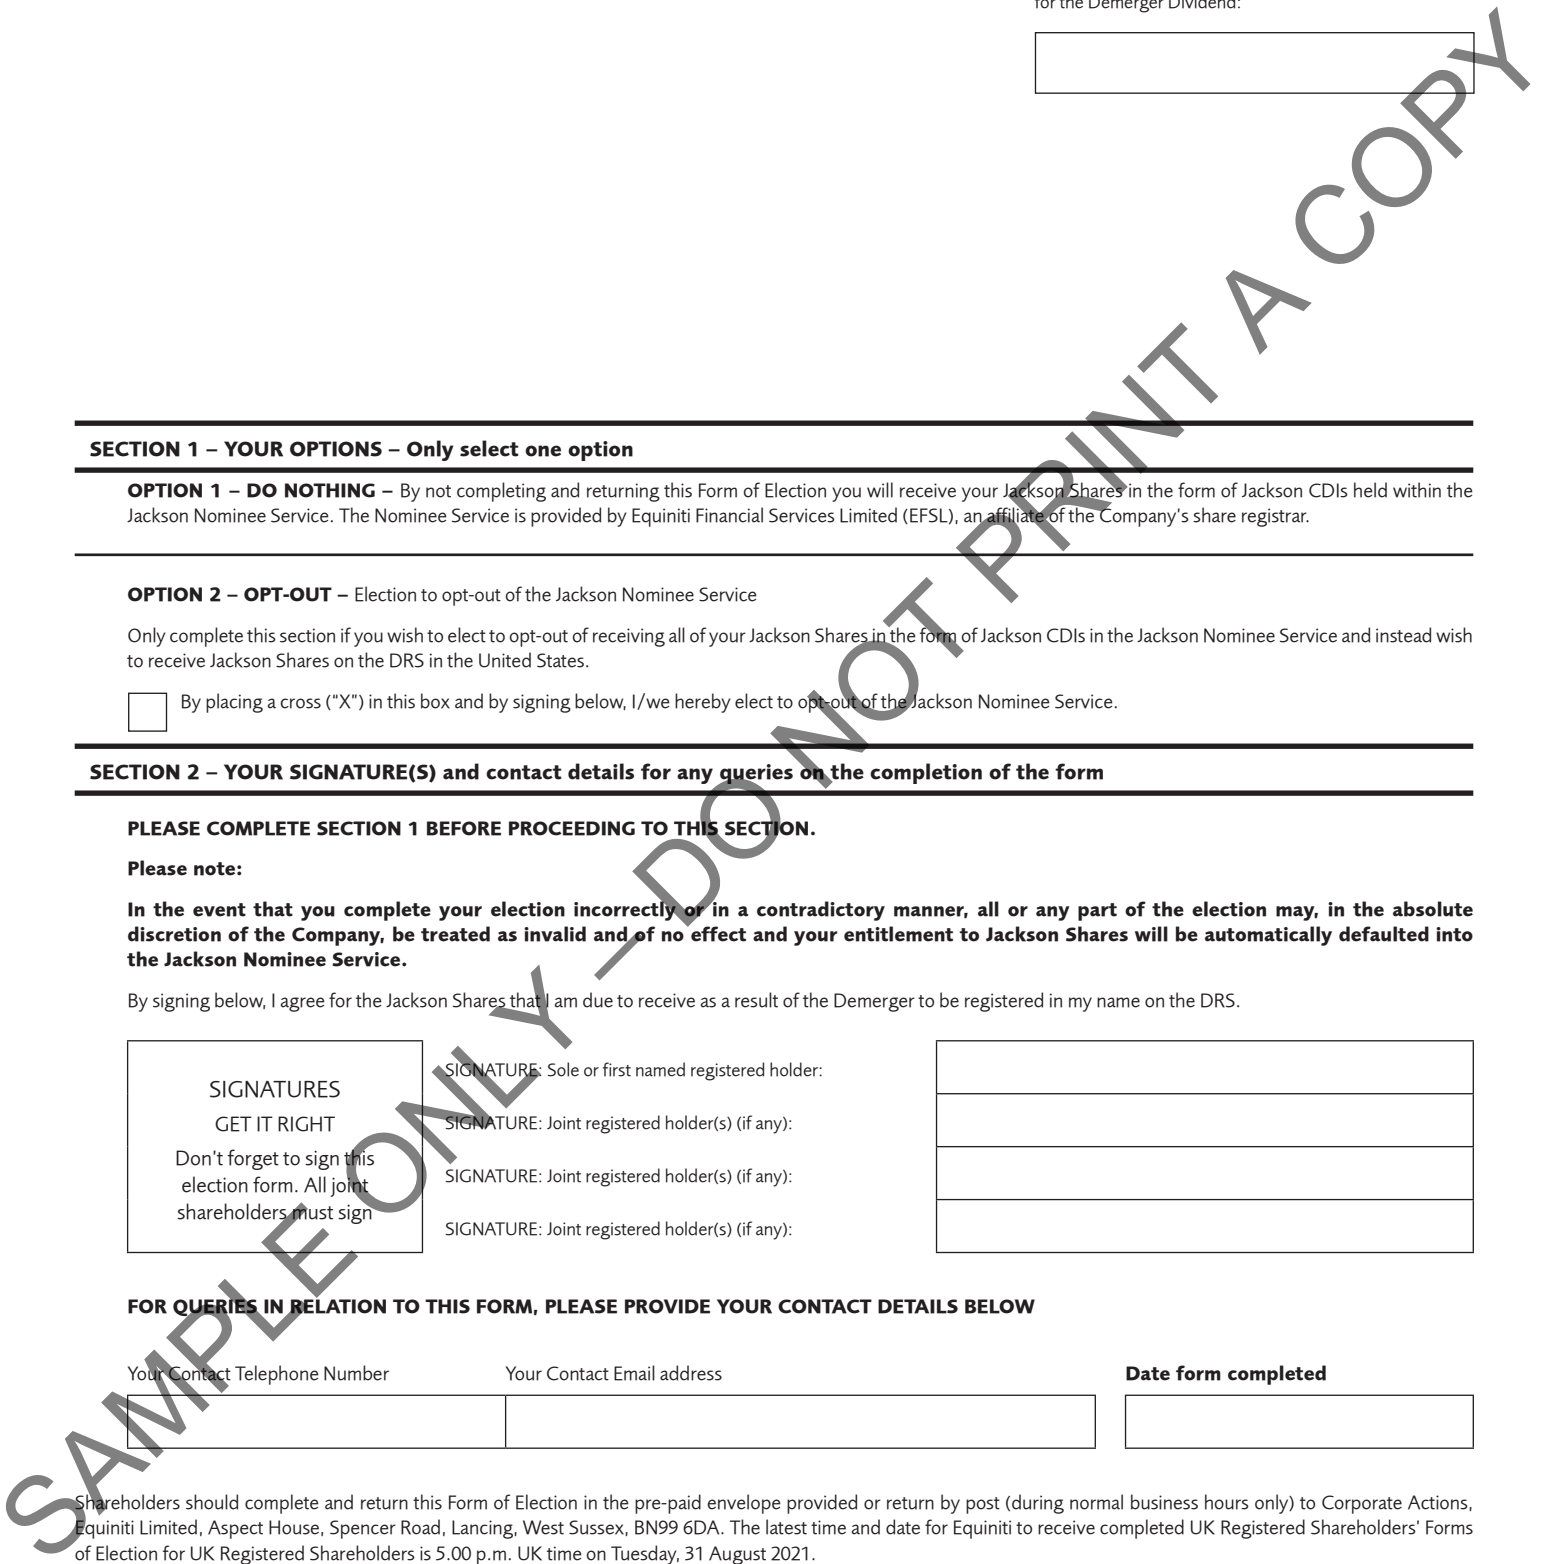 for the Demerger Dividend:
SECTION 1 – YOUR OPTIONS – Only select one option
OPTION 1 – DO NOTHING – By not completing and returning this Form of Election you will receive your Jackson Shares in the form of Jackson CDIs held within the
Jackson Nominee Service. The Nominee Service is provided by Equiniti Financial Services Limited (EFSL), an affiliate of the Company's share registrar.
OPTION 2 – OPT-OUT – Election to opt-out of the Jackson Nominee Service
Only complete this section if you wish to elect to opt-out of receiving all of your Jackson Shares in the form of Jackson CDIs in the Jackson Nominee Service and instead wish
to receive Jackson Shares on the DRS in the United States.
By placing a cross ("X") in this box and by signing below, I/we hereby elect to opt-out of the Jackson Nominee Service.
SECTION 2 – YOUR SIGNATURE(S) and contact details for any queries on the completion of the form
PLEASE COMPLETE SECTION 1 BEFORE PROCEEDING TO THIS SECTION.
Please note:
In the event that you complete your election incorrectly or in a contradictory manner, all or any part of the election may, in the absolute
discretion of the Company, be treated as invalid and of no effect and your entitlement to Jackson Shares will be automatically defaulted into
the Jackson Nominee Service.
By signing below, I agree for the Jackson Shares that I am due to receive as a result of the Demerger to be registered in my name on the DRS.
SIGNATURES
GET IT RIGHT
Don't forget to sign this
election form. All joint
shareholders must sign
SIGNATURE: Sole or first named registered holder:
SIGNATURE: Joint registered holder(s) (if any):
SIGNATURE: Joint registered holder(s) (if any):
SIGNATURE: Joint registered holder(s) (if any):
FOR QUERIES IN RELATION TO THIS FORM, PLEASE PROVIDE YOUR CONTACT DETAILS BELOW
Your Contact Telephone Number
Your Contact Email address
Date form completed
Shareholders should complete and return this Form of Election in the pre-paid envelope provided or return by post (during normal business hours only) to Corporate Actions,
Equiniti Limited, Aspect House, Spencer Road, Lancing, West Sussex, BN99 6DA. The latest time and date for Equiniti to receive completed UK Registered Shareholders' Forms
of Election for UK Registered Shareholders is 5.00 p.m. UK time on Tuesday, 31 August 2021.
SAMPLE ONLY – DO NOT PRINT A COPY